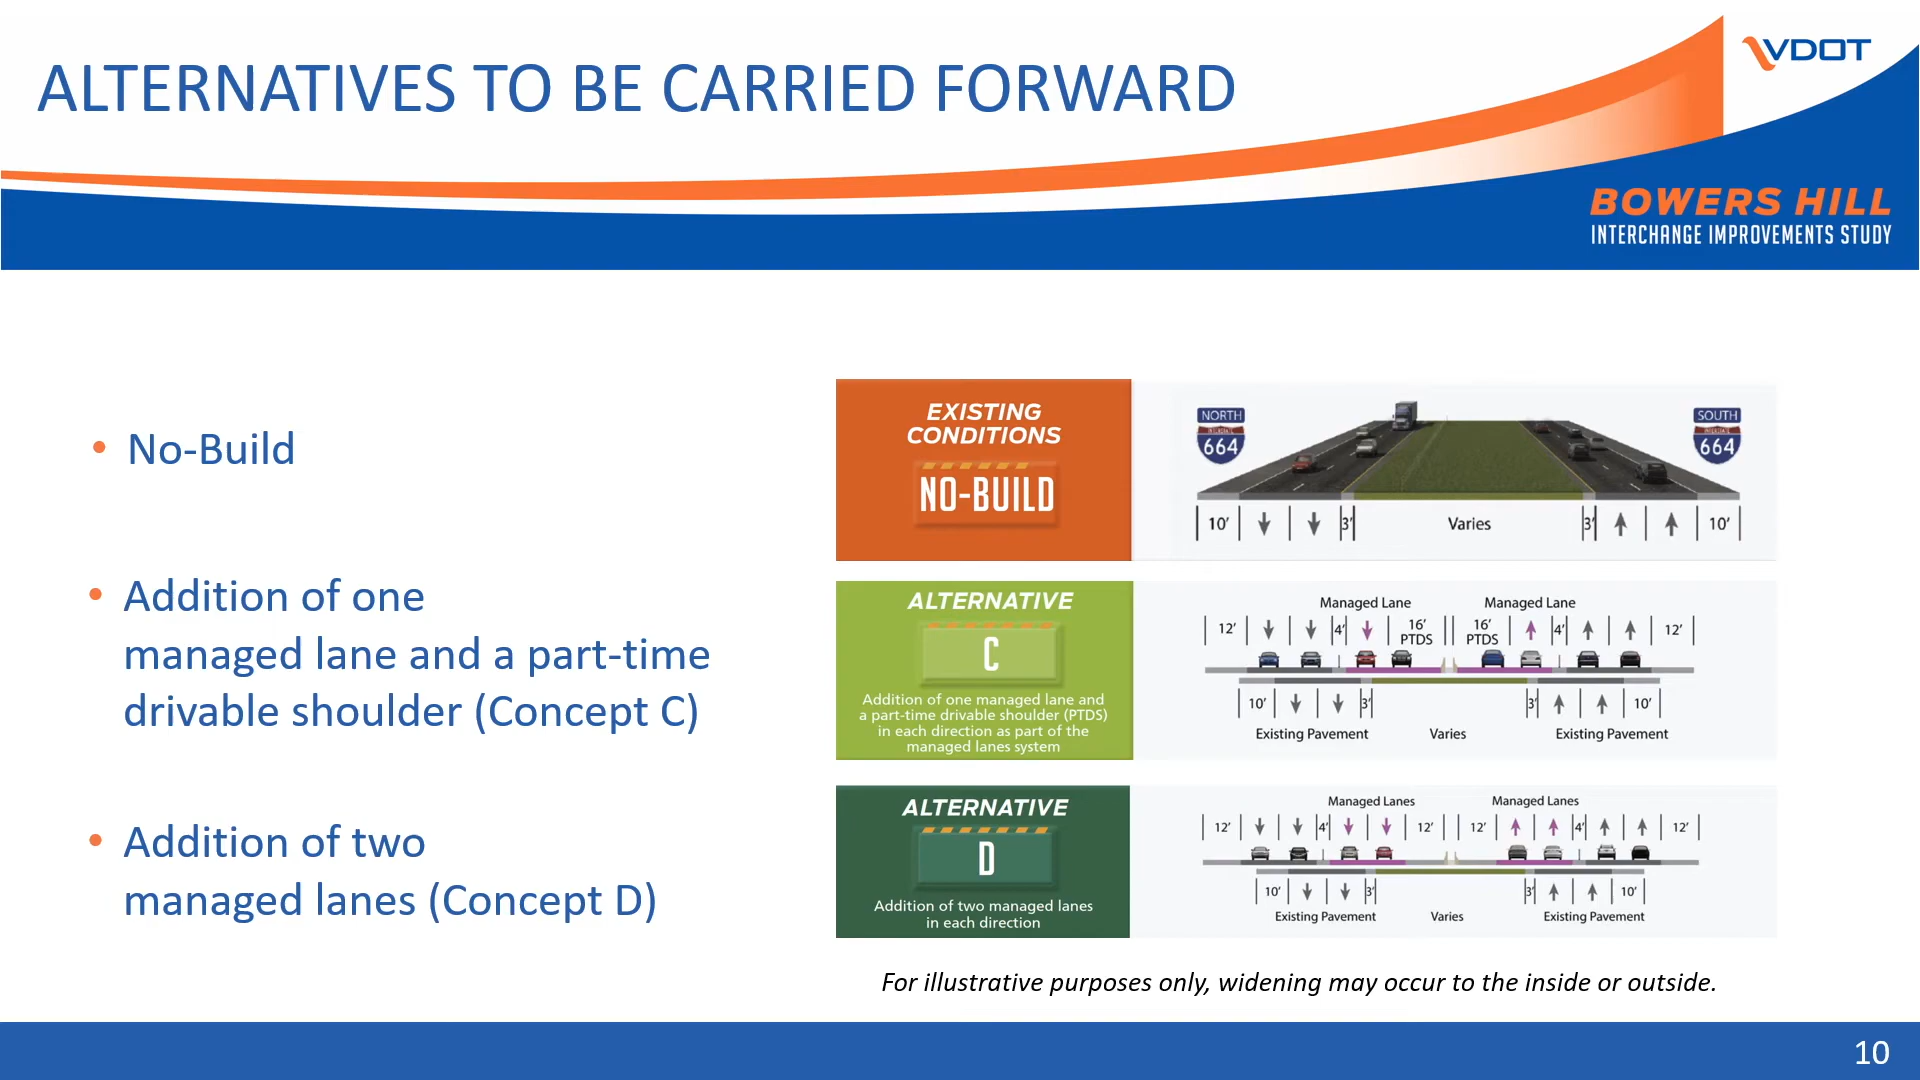 ALTERNATIVES TO BE CARRIED FORWARD
VDOT
BOWERS HILL
INTERCHANGE IMPROVEMENTS STUDY
• No-Build
• Addition of one
managed lane and a part-time
drivable shoulder (Concept C)
• Addition of two
managed lanes (Concept D)
EXISTING
CONDITIONS
NO-BUILD
NORTH
INTERSTATE
664
SOUTH
INTERSTATE
664
10' 3' Varies 3' 10'
ALTERNATIVE
C
Addition of one managed lane and
a part-time drivable shoulder (PTDS)
in each direction as part of the
managed lanes system
Managed Lane Managed Lane
12' 4' 16' PTDS 16' PTDS 4' 12'
10' 3' 3' 10'
Existing Pavement Varies Existing Pavement
ALTERNATIVE
D
Addition of two managed lanes
in each direction
Managed Lanes Managed Lanes
12' 4' 12' 12' 4' 12'
10' 3' 3' 10'
Existing Pavement Varies Existing Pavement
For illustrative purposes only, widening may occur to the inside or outside.
10